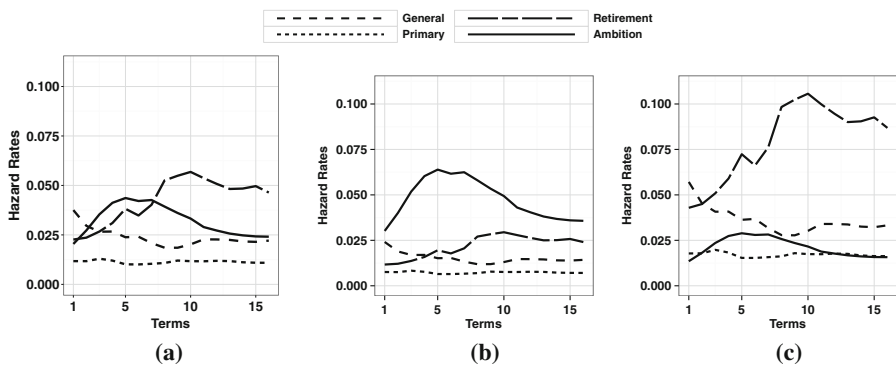 General
Retirement
Primary
Ambition
Hazard Rates
0.100
0.075
0.050
0.025
0.000
1 5 10 15
Terms
(a)
Hazard Rates
0.100
0.075
0.050
0.025
0.000
1 5 10 15
Terms
(b)
Hazard Rates
0.100
0.075
0.050
0.025
0.000
1 5 10 15
Terms
(c)